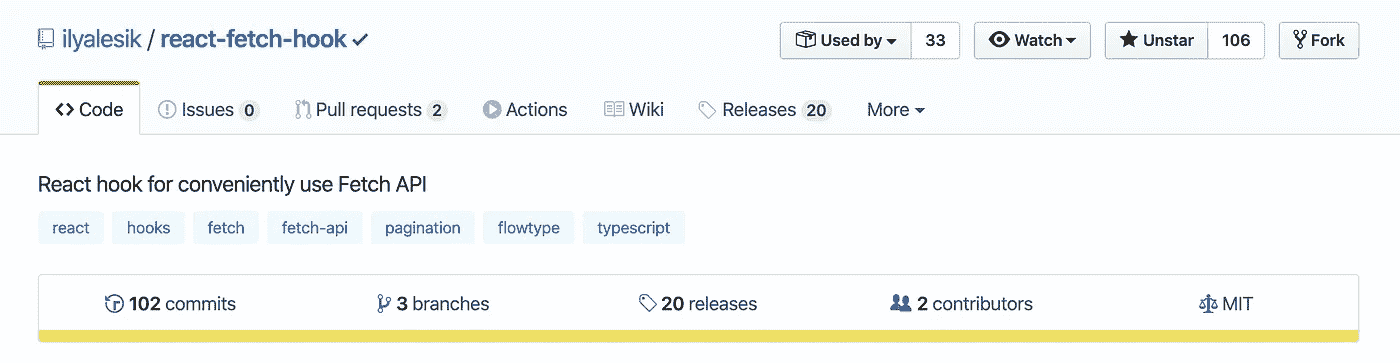 ilyalesik / react-fetch-hook Used by 33 Watch Unstar 106 Fork
Code Issues 0 Pull requests 2 Actions Wiki Releases 20 More
React hook for conveniently use Fetch API
react hooks fetch fetch-api pagination flowtype typescript
102 commits 3 branches 20 releases 2 contributors MIT